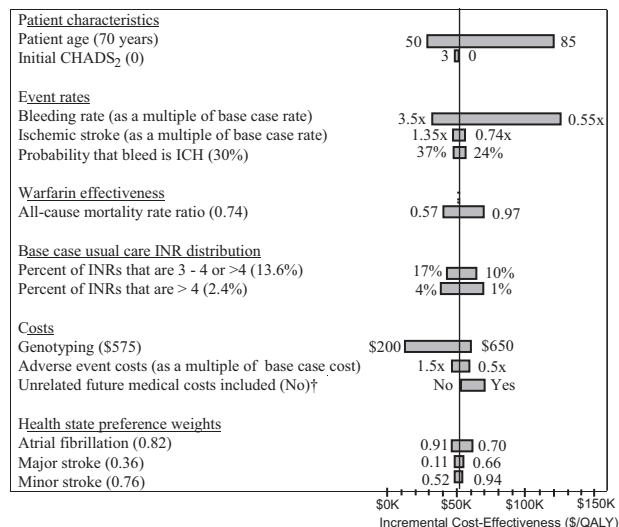 Patient characteristics
Patient age (70 years) 50 85
Initial CHADS₂ (0) 3 0
Event rates
Bleeding rate (as a multiple of base case rate) 3.5x 0.55x
Ischemic stroke (as a multiple of base case rate) 1.35x 0.74x
Probability that bleed is ICH (30%) 37% 24%
Warfarin effectiveness
All-cause mortality rate ratio (0.74) 0.57 0.97
Base case usual care INR distribution
Percent of INRs that are 3 - 4 or >4 (13.6%) 17% 10%
Percent of INRs that are > 4 (2.4%) 4% 1%
Costs
Genotyping ($575) $200 $650
Adverse event costs (as a multiple of base case cost) 1.5x 0.5x
Unrelated future medical costs included (No)† No Yes
Health state preference weights
Atrial fibrillation (0.82) 0.91 0.70
Major stroke (0.36) 0.11 0.66
Minor stroke (0.76) 0.52 0.94
$0K $50K $100K $150K
Incremental Cost-Effectiveness ($/QALY)